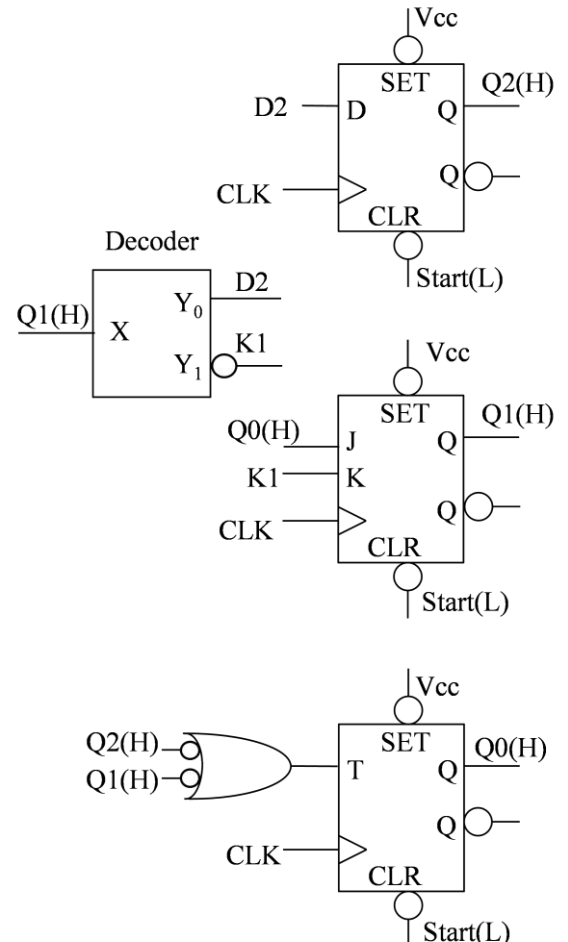 Vcc
SET
D2 D Q Q2(H)
Q
CLK
CLR
Start(L)
Decoder
Q1(H) X Y0 D2
Y1 K1
Vcc
SET
Q0(H) J Q Q1(H)
K1 K
Q
CLK
CLR
Start(L)
Vcc
SET
Q2(H)
Q1(H)
T Q Q0(H)
Q
CLK
CLR
Start(L)